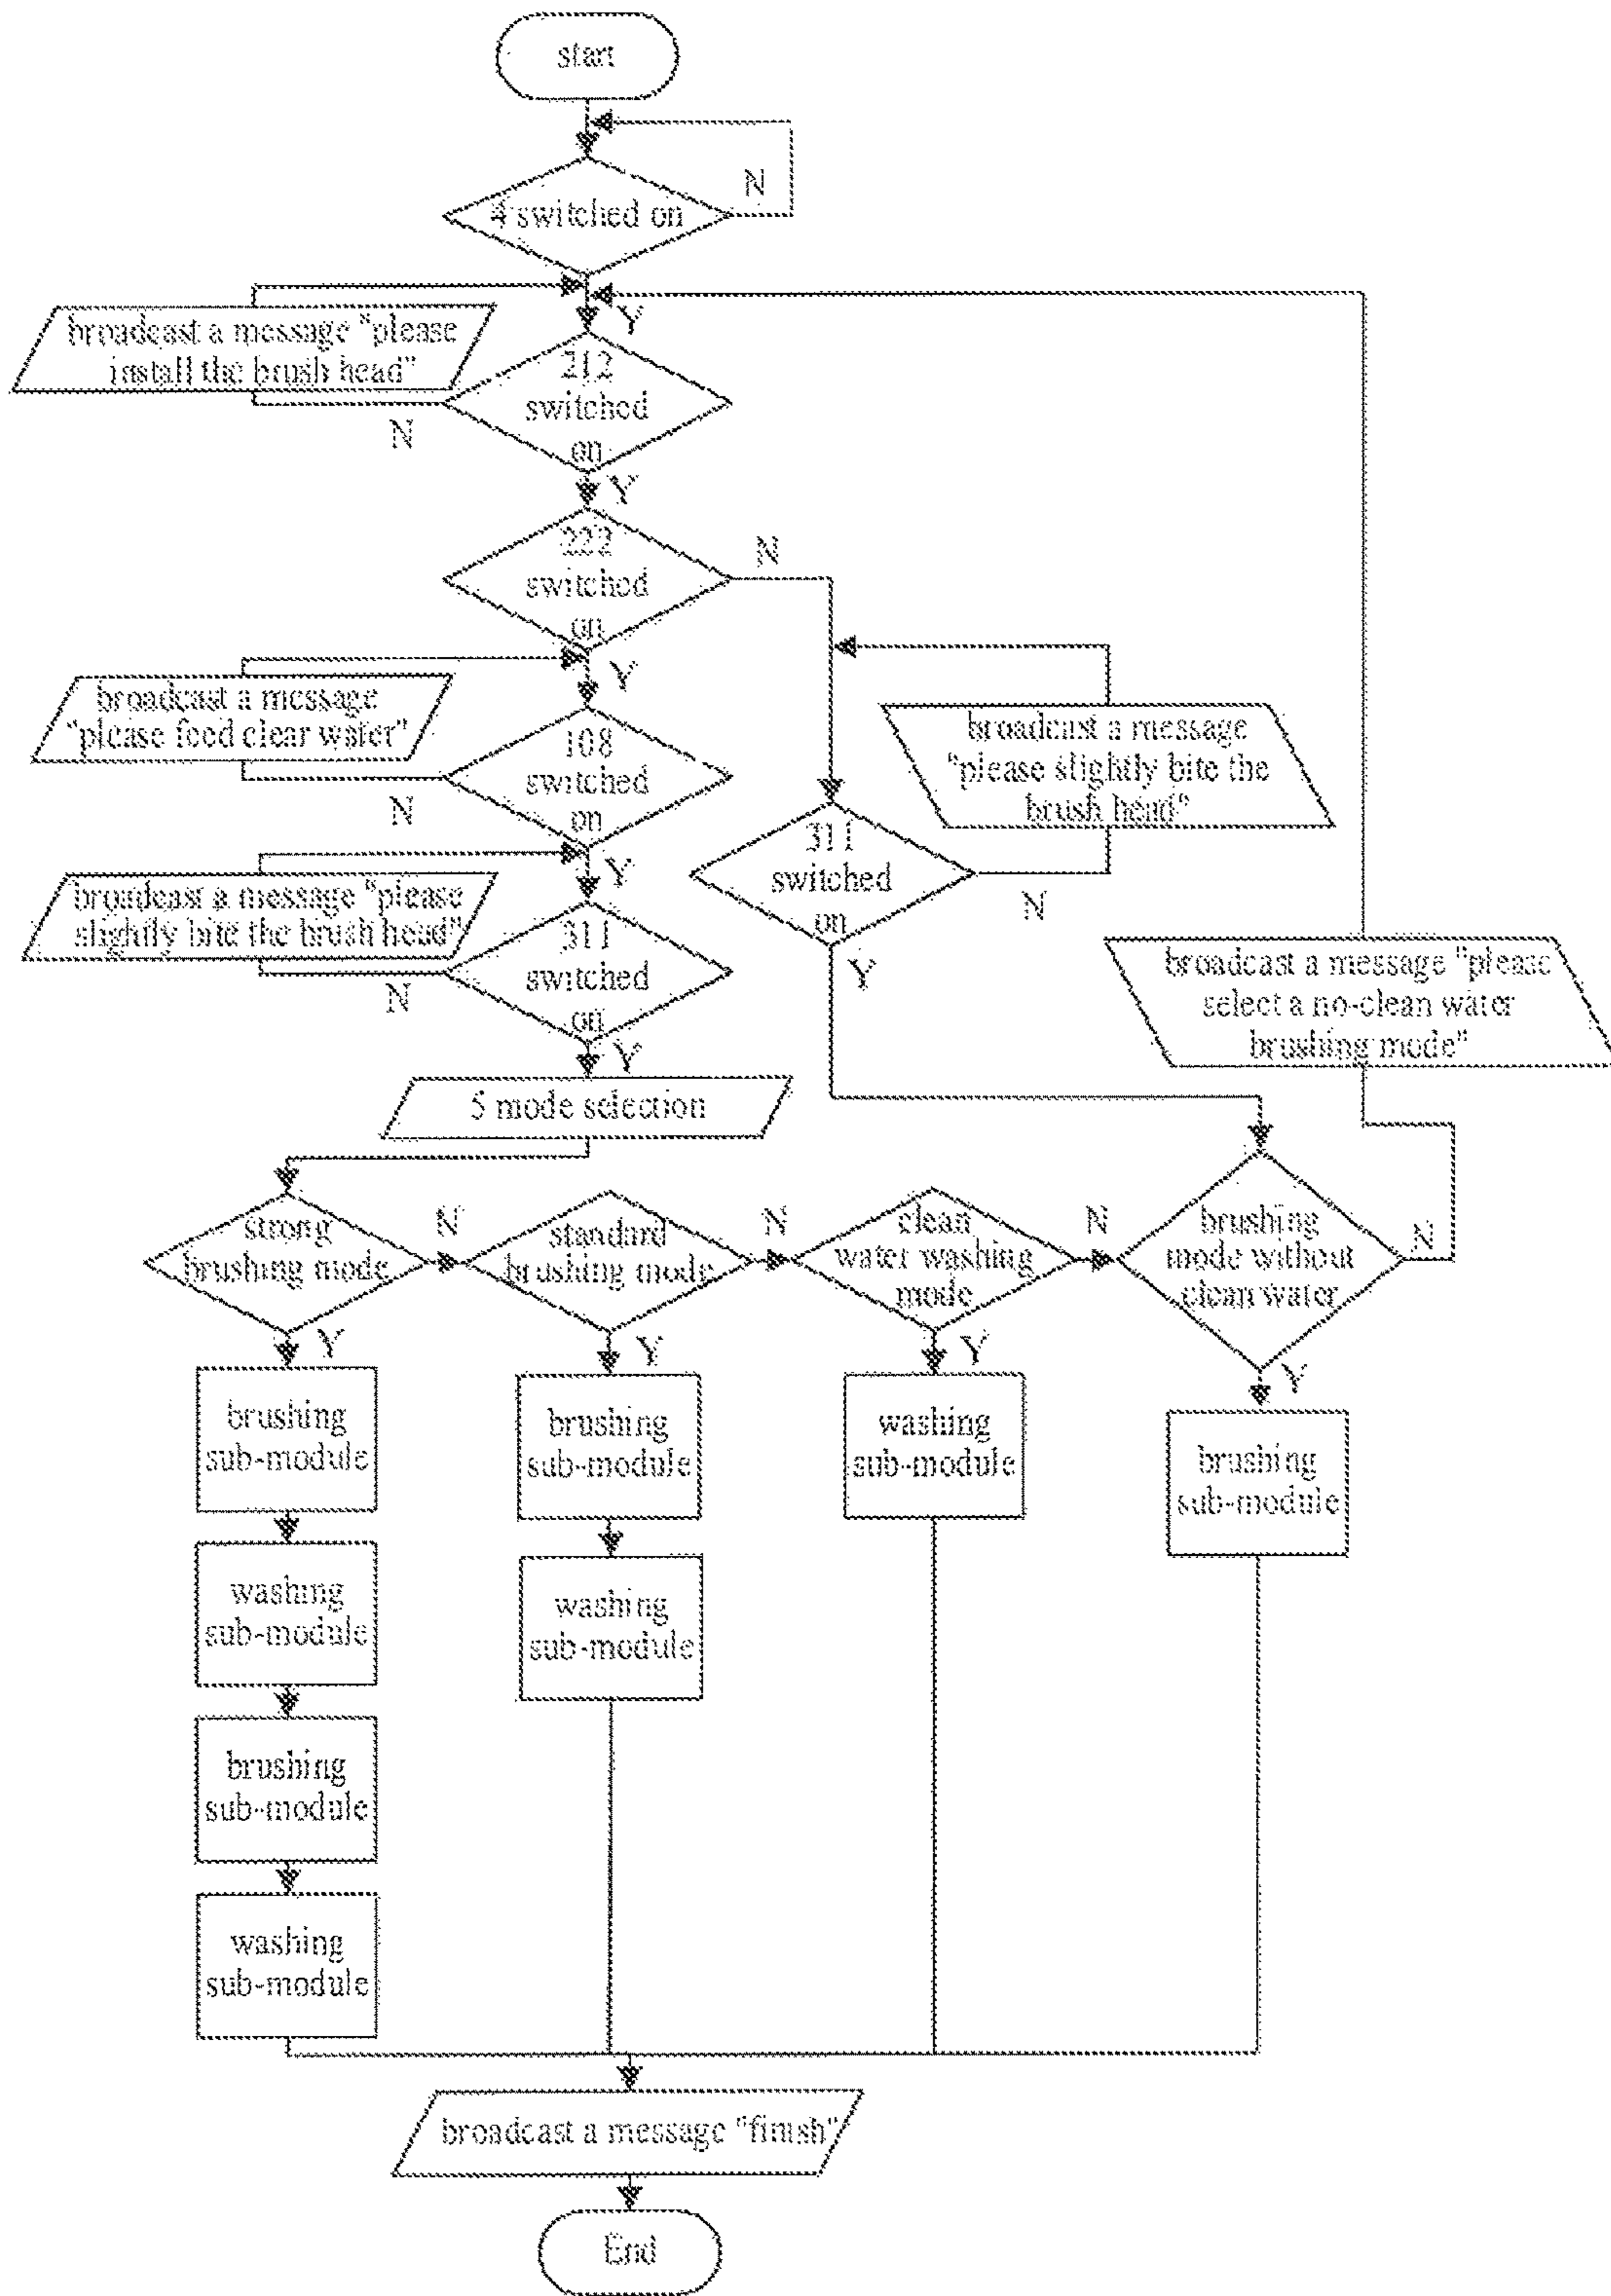 start
N
4 switched on
Y
broadcast a message "please
install the brush head"
212
switched
on
N
Y
222
switched
on
N
Y
broadcast a message
"please feed clear water"
108
switched
on
N
Y
broadcast a message
"please slightly bite the
brush head"
311
switched
on
N
Y
broadcast a message "please
slightly bite the brush head"
311
switched
on
N
Y
broadcast a message "please
select a no-clean water
brushing mode"
5 mode selection
strong
brushing mode
N
standard
brushing mode
N
clean
water washing
mode
N
brushing
mode without
clean water
N
Y
Y
Y
Y
brushing
sub-module
brushing
sub-module
washing
sub-module
brushing
sub-module
washing
sub-module
washing
sub-module
brushing
sub-module
washing
sub-module
broadcast a message "finish"
End